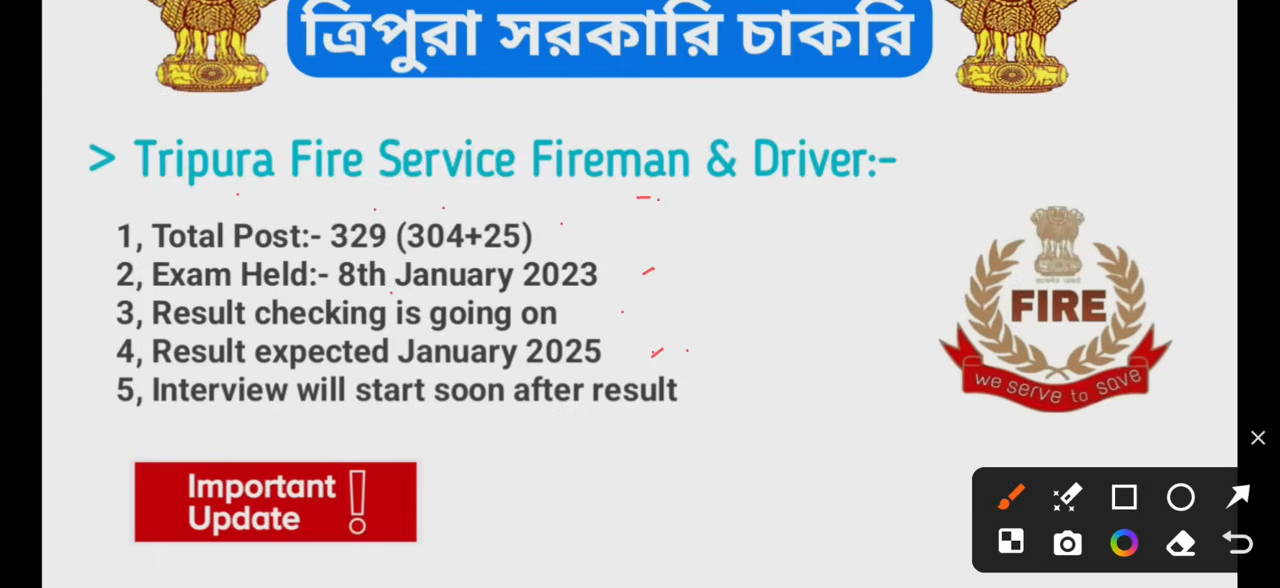 ত্রিপুরা সরকারি চাকরি
> Tripura Fire Service Fireman & Driver:-
1, Total Post:- 329 (304+25)
2, Exam Held:- 8th January 2023
3, Result checking is going on
4, Result expected January 2025
5, Interview will start soon after result
FIRE
we serve to save
Important
Update !